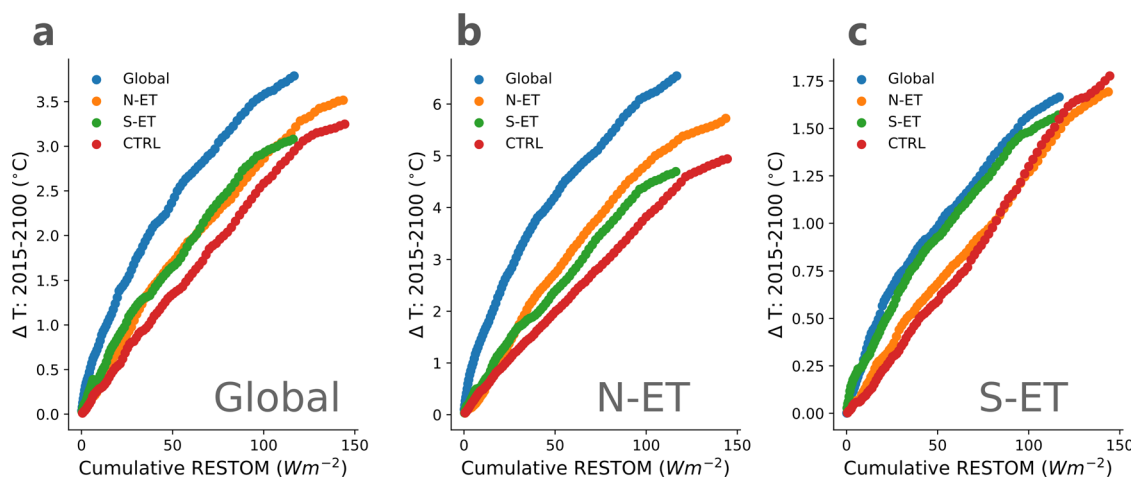 a
Δ T: 2015-2100 (°C)
3.5
3.0
2.5
2.0
1.5
1.0
0.5
0.0
Global
N-ET
S-ET
CTRL
Global
0
50
100
150
Cumulative RESTOM (Wm⁻²)
b
Δ T: 2015-2100 (°C)
6
5
4
3
2
1
0
Global
N-ET
S-ET
CTRL
N-ET
0
50
100
150
Cumulative RESTOM (Wm⁻²)
c
Δ T: 2015-2100 (°C)
1.75
1.50
1.25
1.00
0.75
0.50
0.25
0.00
Global
N-ET
S-ET
CTRL
S-ET
0
50
100
150
Cumulative RESTOM (Wm⁻²)